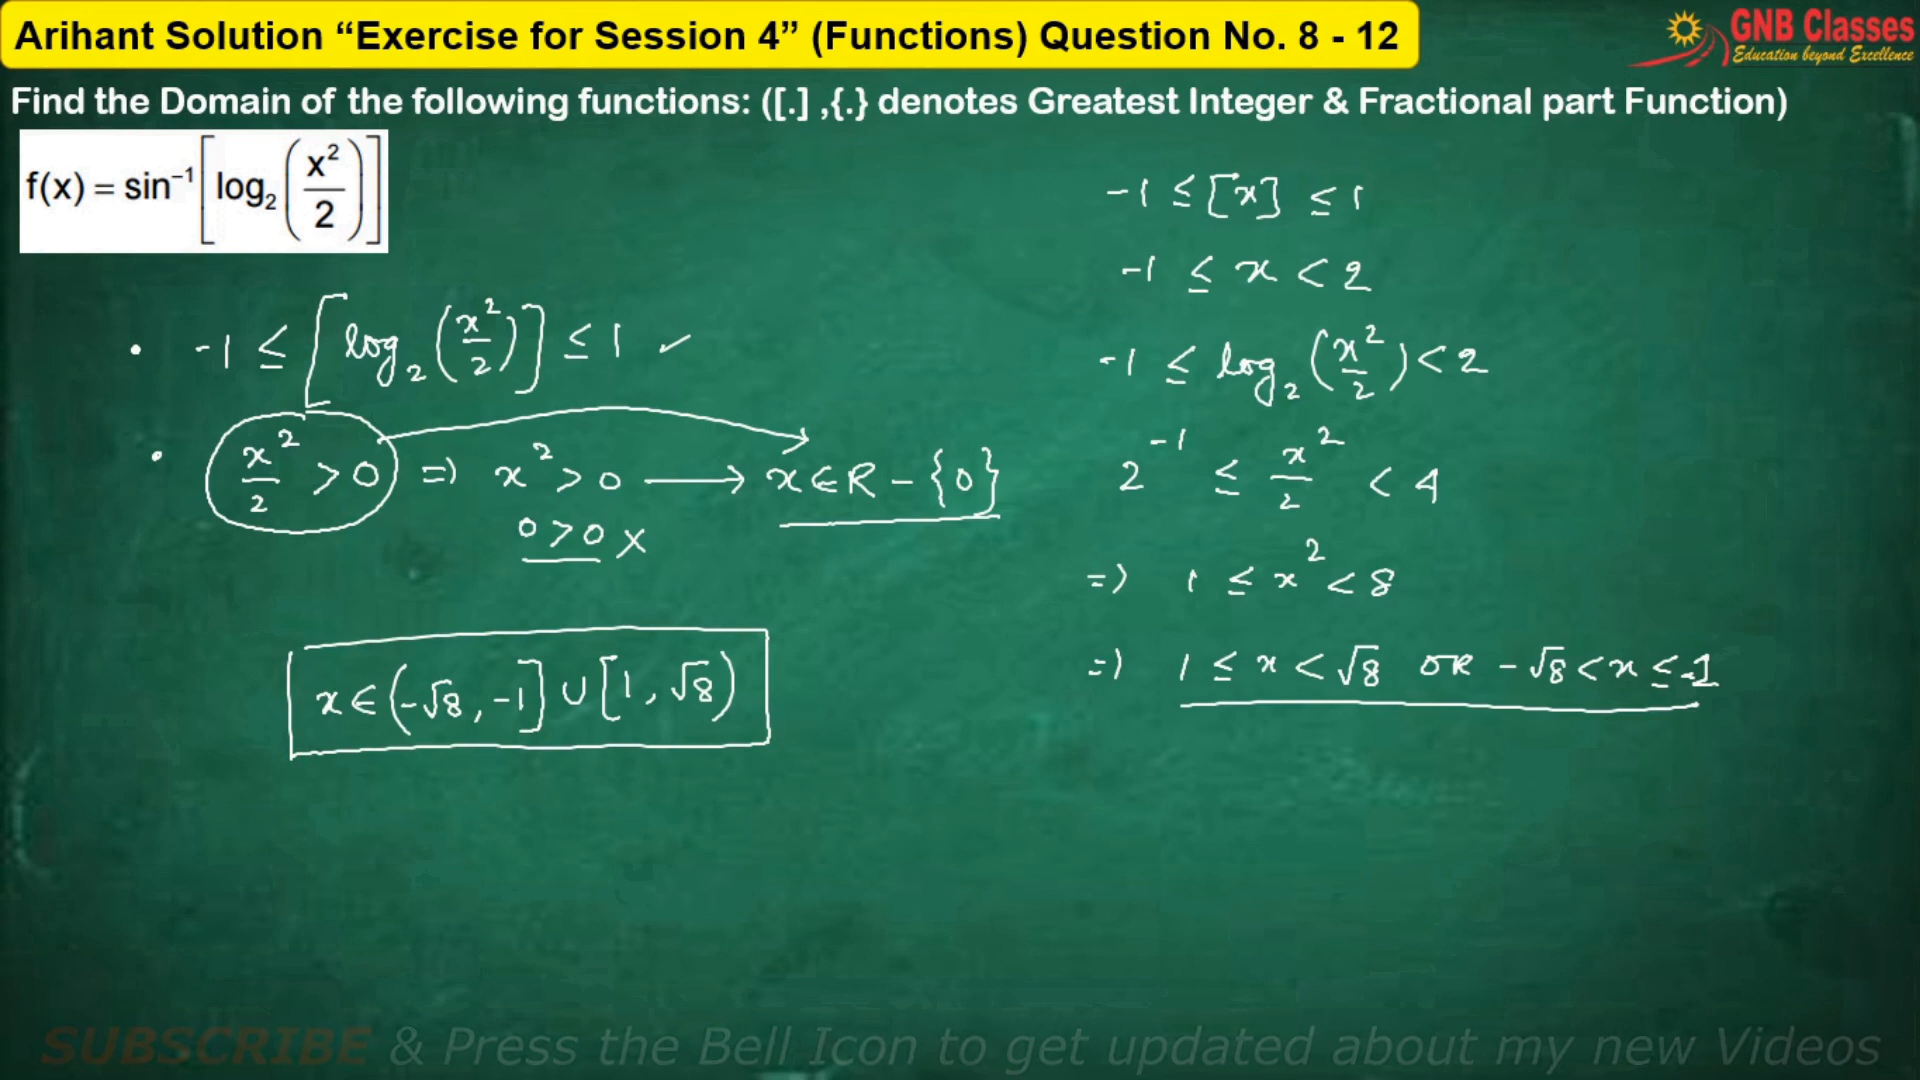 Arihant Solution “Exercise for Session 4” (Functions) Question No. 8 - 12
GNB Classes
Education beyond Excellence
Find the Domain of the following functions: ([.] ,{.} denotes Greatest Integer & Fractional part Function)
f(x) = sin⁻¹[log₂(x²/2)]
• -1 ≤ [log₂(x²/2)] ≤ 1 ✓
• x²/2 > 0 => x² > 0 ⟶ x ∈ R - {0}
0 > 0 X
x ∈ (-√8, -1] ∪ [1, √8)
-1 ≤ [x] ≤ 1
-1 ≤ x < 2
-1 ≤ log₂(x²/2) < 2
2⁻¹ ≤ x²/2 < 4
=> 1 ≤ x² < 8
=> 1 ≤ x < √8 OR -√8 < x ≤ -1
SUBSCRIBE & Press the Bell Icon to get updated about my new Videos